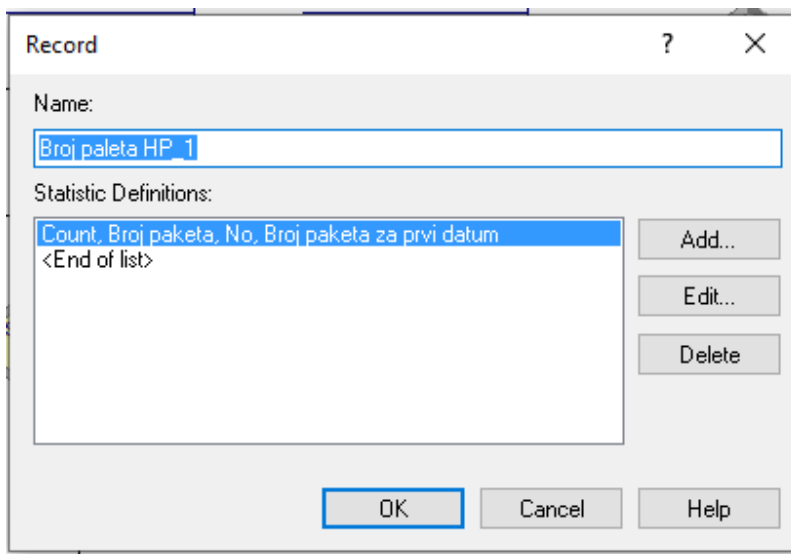 Record ? ×
Name:
Broj paleta HP_1
Statistic Definitions:
Count, Broj paketa, No, Broj paketa za prvi datum
<End of list>
Add...
Edit...
Delete
OK Cancel Help